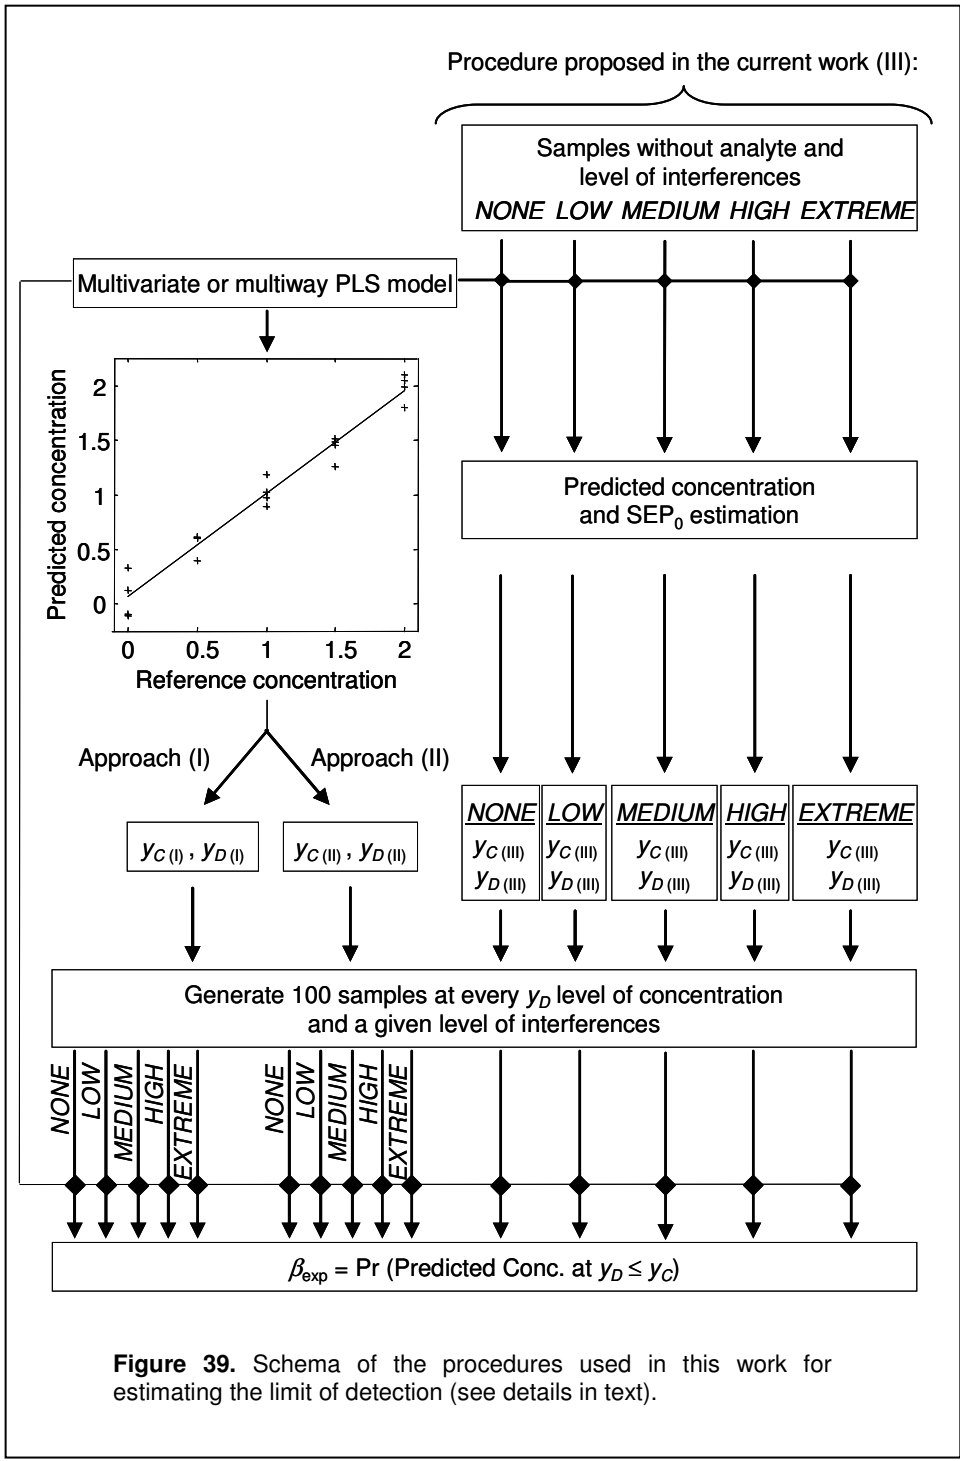 Procedure proposed in the current work (III):
Samples without analyte and
level of interferences
NONE LOW MEDIUM HIGH EXTREME
Multivariate or multiway PLS model
Predicted concentration
2
1.5
1
0.5
0
0 0.5 1 1.5 2
Reference concentration
Predicted concentration
and SEP0 estimation
Approach (I) Approach (II)
yC (I) , yD (I)
yC (II) , yD (II)
NONE
yC (III)
yD (III)
LOW
yC (III)
yD (III)
MEDIUM
yC (III)
yD (III)
HIGH
yC (III)
yD (III)
EXTREME
yC (III)
yD (III)
Generate 100 samples at every yD level of concentration
and a given level of interferences
NONE
LOW
MEDIUM
HIGH
EXTREME
NONE
LOW
MEDIUM
HIGH
EXTREME
βexp = Pr (Predicted Conc. at yD ≤ yC)
Figure 39. Schema of the procedures used in this work for
estimating the limit of detection (see details in text).